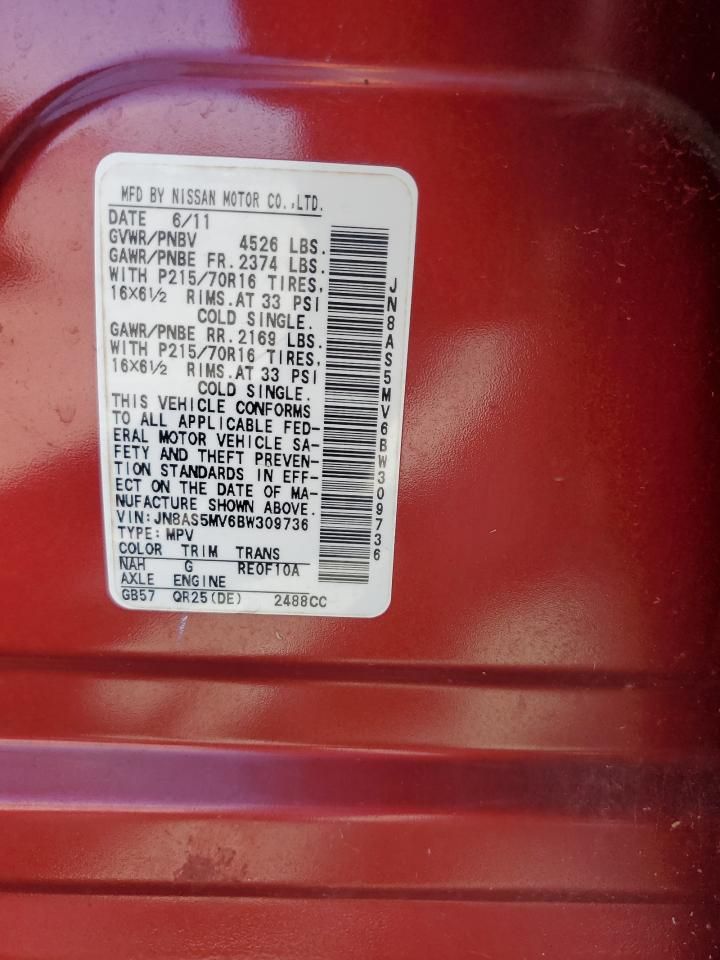 MFD BY NISSAN MOTOR CO.,LTD.
DATE 6/11
GVWR/PNBV 4526 LBS.
GAWR/PNBE FR.2374 LBS.
WITH P215/70R16 TIRES,
16X6½ RIMS.AT 33 PSI
COLD SINGLE.
GAWR/PNBE RR.2169 LBS.
WITH P215/70R16 TIRES,
16X6½ RIMS.AT 33 PSI
COLD SINGLE.
THIS VEHICLE CONFORMS
TO ALL APPLICABLE FED-
ERAL MOTOR VEHICLE SA-
FETY AND THEFT PREVEN-
TION STANDARDS IN EFF-
ECT ON THE DATE OF MA-
NUFACTURE SHOWN ABOVE.
VIN:JN8AS5MV6BW309736
TYPE:MPV
COLOR TRIM TRANS
NAH G RE0F10A
AXLE ENGINE
GB57 QR25(DE) 2488CC
JN8AS5MV6BW309736